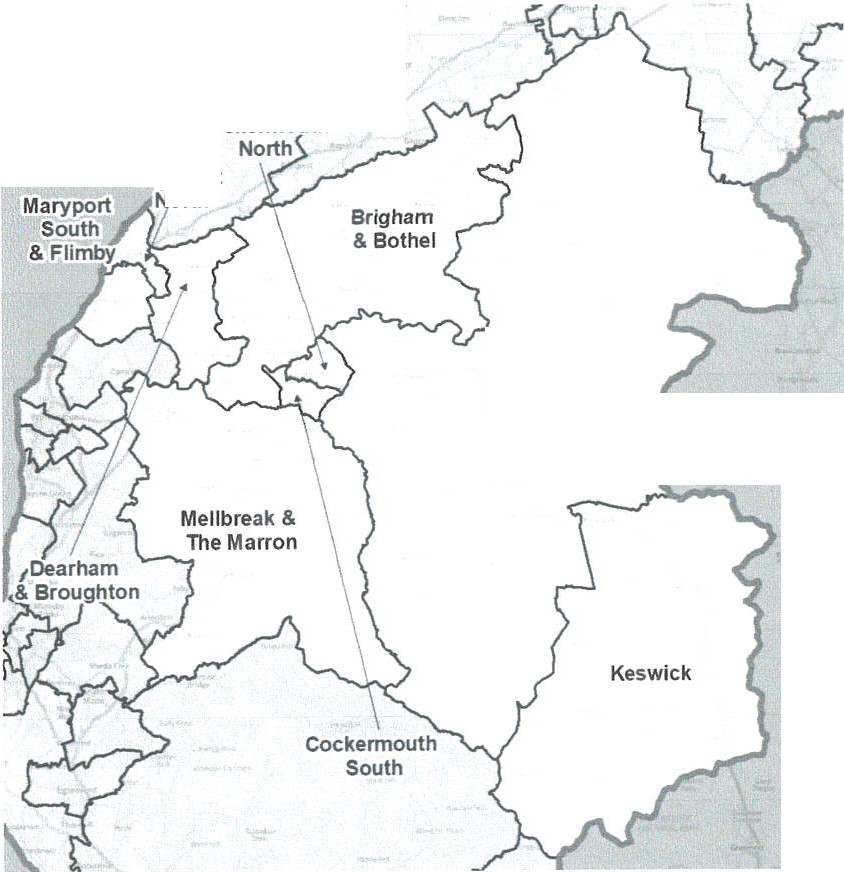 North
N
Maryport
South
& Flimby
Brigham
& Bothel
Mellbreak &
The Marron
Dearham
& Broughton
Keswick
Cockermouth
South